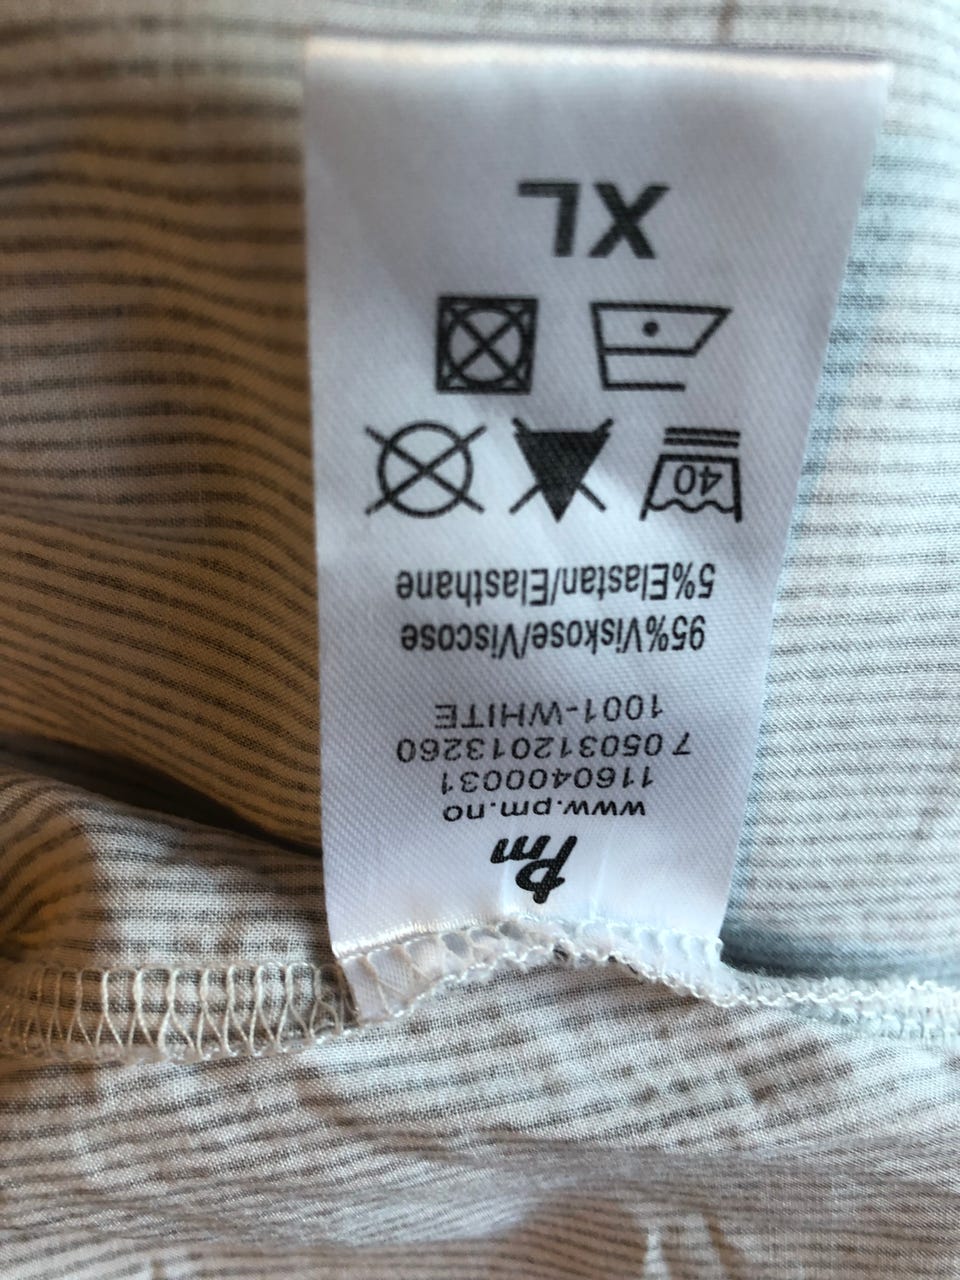 Pm
www.pm.no
1160400031
7050312013260
1001-WHITE
95%Viskose/Viscose
5%Elastan/Elasthane
40
XL